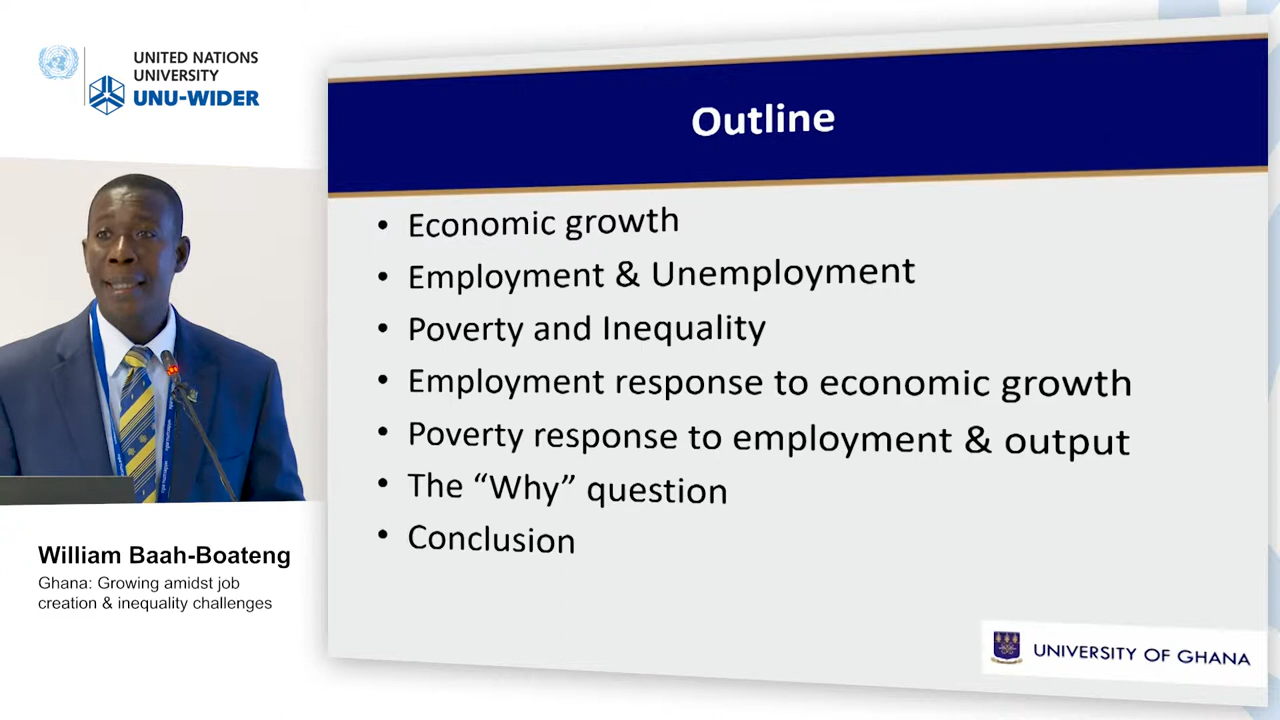 UNITED NATIONS
UNIVERSITY
UNU-WIDER
Outline
• Economic growth
• Employment & Unemployment
• Poverty and Inequality
• Employment response to economic growth
• Poverty response to employment & output
• The “Why” question
• Conclusion
William Baah-Boateng
Ghana: Growing amidst job
creation & inequality challenges
UNIVERSITY OF GHANA